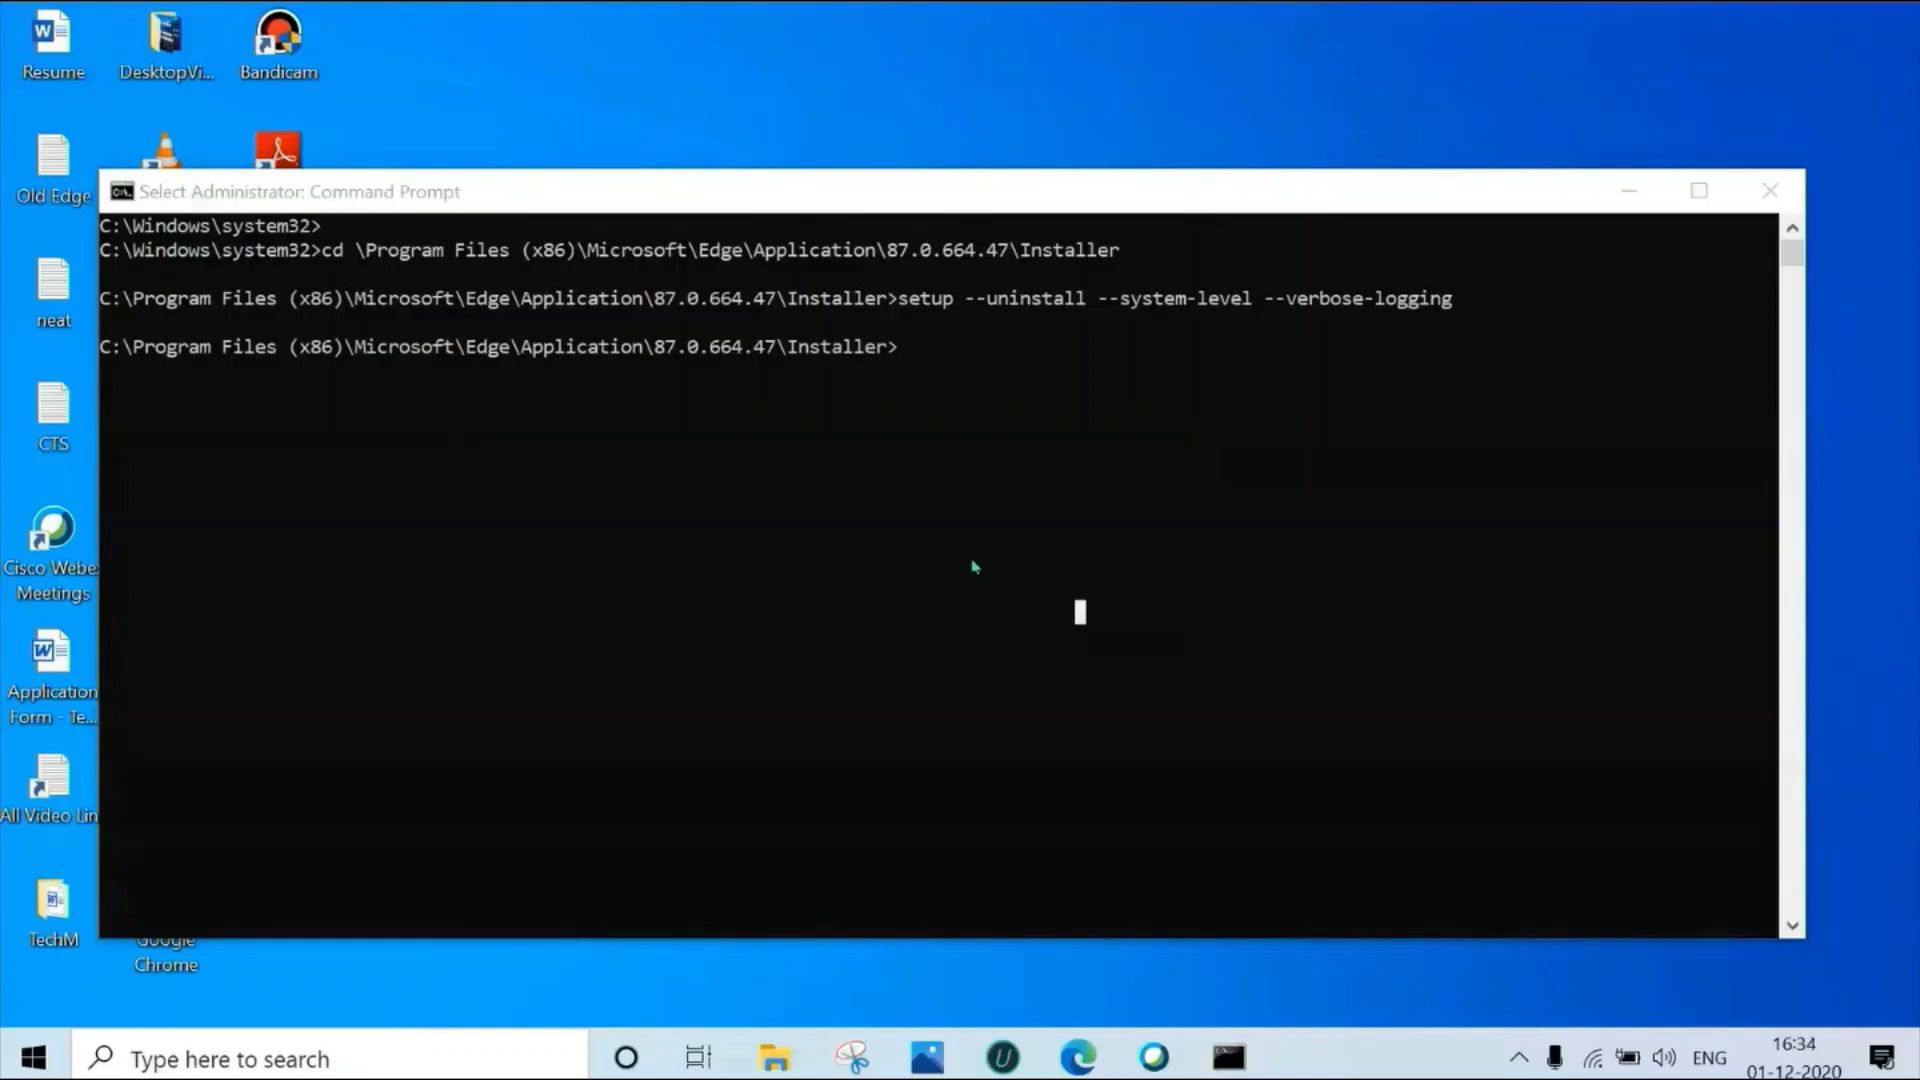 Resume
DesktopVi...
Bandicam
Old Edge
Select Administrator: Command Prompt
C:\Windows\system32>
C:\Windows\system32>cd \Program Files (x86)\Microsoft\Edge\Application\87.0.664.47\Installer
C:\Program Files (x86)\Microsoft\Edge\Application\87.0.664.47\Installer>setup --uninstall --system-level --verbose-logging
C:\Program Files (x86)\Microsoft\Edge\Application\87.0.664.47\Installer>
neat
CTS
Cisco Webe
Meetings
Application
Form - Te...
All Video Lin
TechM
Google
Chrome
Type here to search
ENG
16:34
01-12-2020